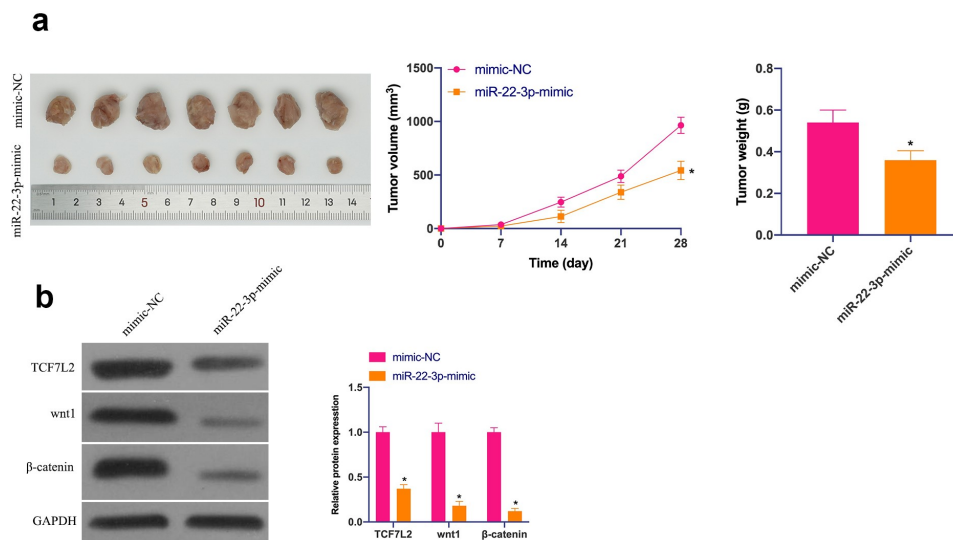 a
mimic-NC
miR-22-3p-mimic
1 2 3 4 5 6 7 8 9 10 11 12 13 14
mimic-NC
miR-22-3p-mimic
Tumor volume (mm³)
1500
1000
500
0
0 7 14 21 28
*
Time (day)
Tumor weight (g)
0.8
0.6
0.4
0.2
0.0
*
mimic-NC
miR-22-3p-mimic
b
mimic-NC
miR-22-3p-mimic
TCF7L2
wnt1
β-catenin
GAPDH
mimic-NC
miR-22-3p-mimic
Relative protein expression
1.5
1.0
0.5
0.0
* * *
TCF7L2 wnt1 β-catenin